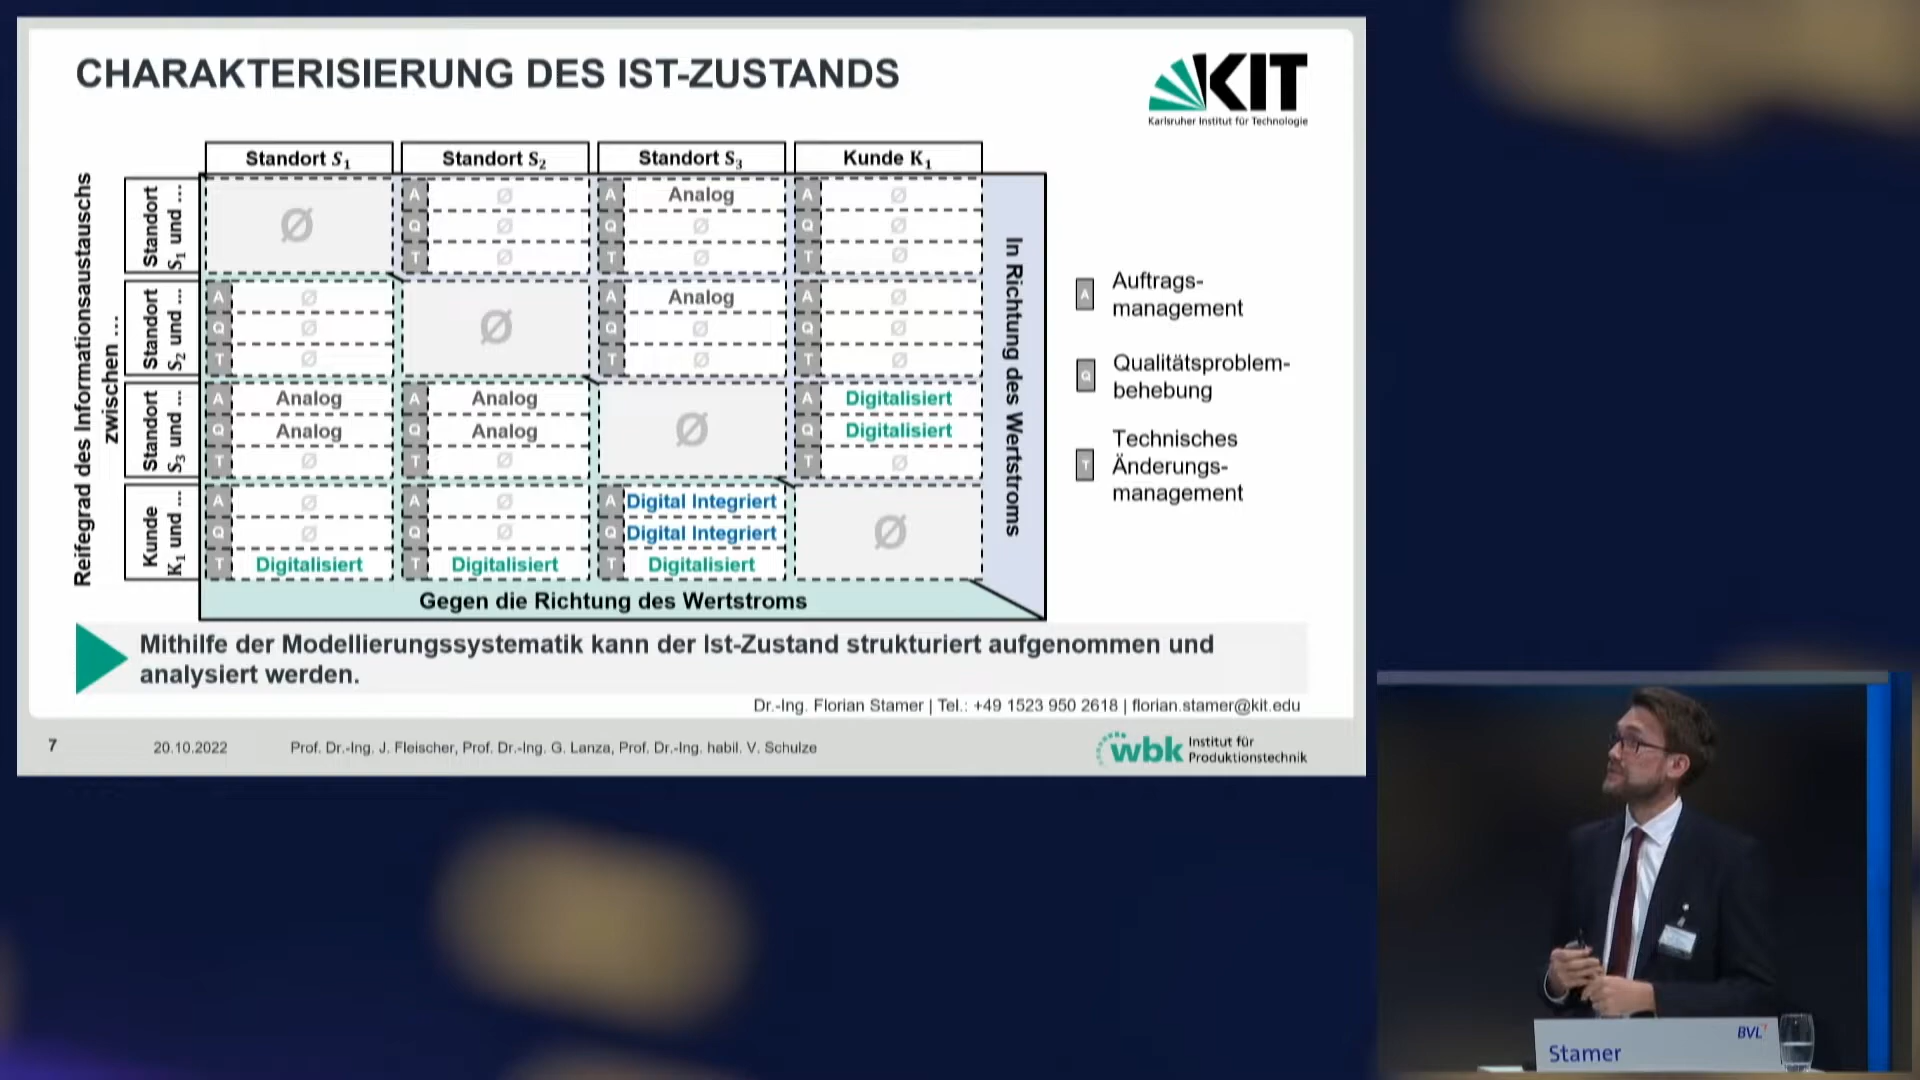 CHARAKTERISIERUNG DES IST-ZUSTANDS
KIT
Karlsruher Institut für Technologie
Reifegrad des Informationsaustauschs
zwischen ...
Standort S₁
Standort S₂
Standort S₃
Kunde K₁
Standort
S₁ und ...
Ø
A Ø
Q Ø
T Ø
A Analog
Q Ø
T Ø
A Ø
Q Ø
T Ø
Standort
S₂ und ...
A Ø
Q Ø
T Ø
Ø
A Analog
Q Ø
T Ø
A Ø
Q Ø
T Ø
Standort
S₃ und ...
A Analog
Q Analog
T Ø
A Analog
Q Analog
T Ø
Ø
A Digitalisiert
Q Digitalisiert
T Ø
Kunde
K₁ und ...
A Ø
Q Ø
T Digitalisiert
A Ø
Q Ø
T Digitalisiert
A Digital Integriert
Q Digital Integriert
T Digitalisiert
Ø
In Richtung des Wertstroms
Gegen die Richtung des Wertstroms
A Auftrags-
management
Q Qualitätsproblem-
behebung
T Technisches
Änderungs-
management
Mithilfe der Modellierungssystematik kann der Ist-Zustand strukturiert aufgenommen und
analysiert werden.
Dr.-Ing. Florian Stamer | Tel.: +49 1523 950 2618 | florian.stamer@kit.edu
7
20.10.2022
Prof. Dr.-Ing. J. Fleischer, Prof. Dr.-Ing. G. Lanza, Prof. Dr.-Ing. habil. V. Schulze
wbk Institut für
Produktionstechnik
BVL
Stamer